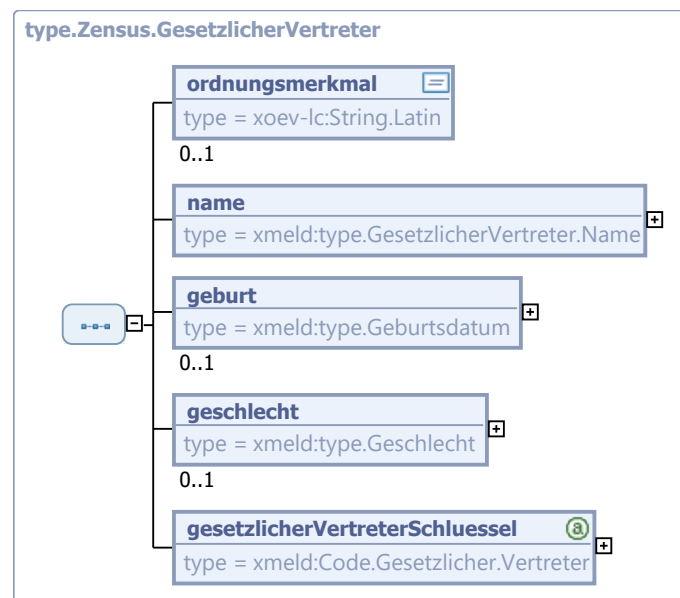 type.Zensus.GesetzlicherVertreter
ordnungsmerkmal
type = xoev-lc:String.Latin
0..1
name
type = xmeld:type.GesetzlicherVertreter.Name
geburt
type = xmeld:type.Geburtsdatum
0..1
geschlecht
type = xmeld:type.Geschlecht
0..1
gesetzlicherVertreterSchluessel a
type = xmeld:Code.Gesetzlicher.Vertreter